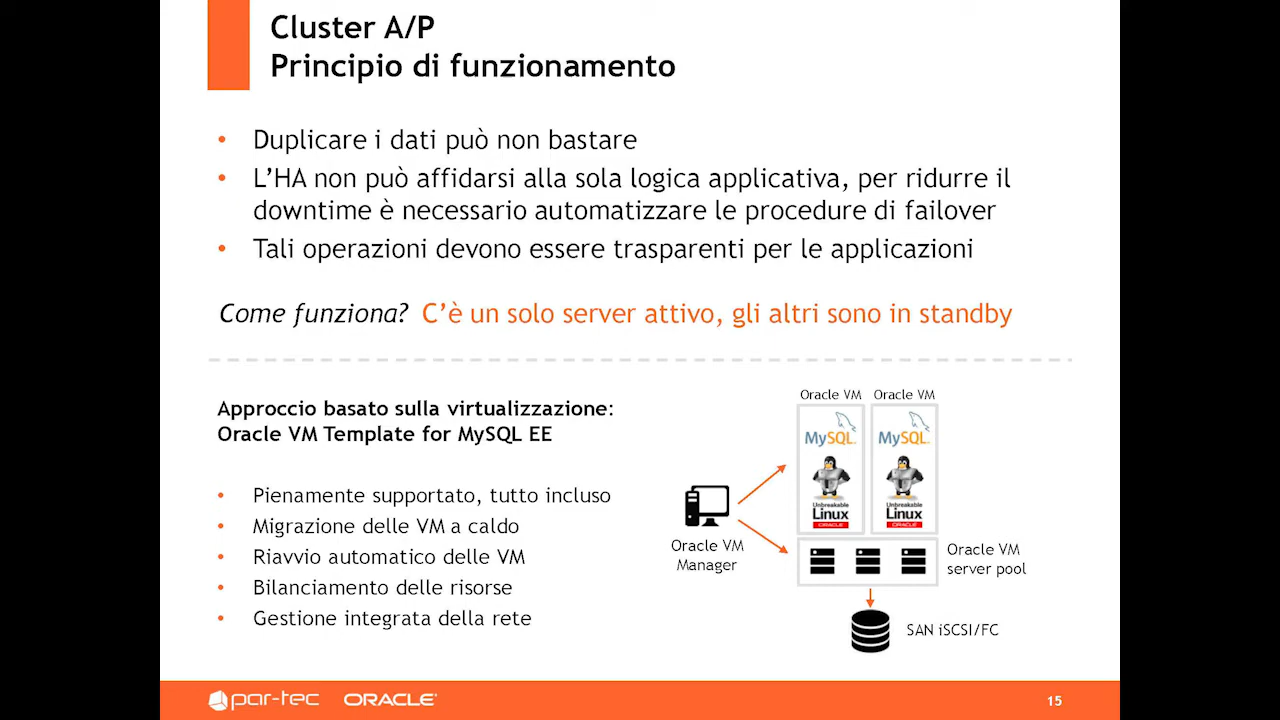 Cluster A/P
Principio di funzionamento
• Duplicare i dati può non bastare
• L’HA non può affidarsi alla sola logica applicativa, per ridurre il
downtime è necessario automatizzare le procedure di failover
• Tali operazioni devono essere trasparenti per le applicazioni
Come funziona? C’è un solo server attivo, gli altri sono in standby
Approccio basato sulla virtualizzazione:
Oracle VM Template for MySQL EE
• Pienamente supportato, tutto incluso
• Migrazione delle VM a caldo
• Riavvio automatico delle VM
• Bilanciamento delle risorse
• Gestione integrata della rete
Oracle VM Oracle VM
MySQL MySQL
Unbreakable Unbreakable
Linux Linux
ORACLE ORACLE
Oracle VM
Manager
Oracle VM
server pool
SAN iSCSI/FC
par-tec ORACLE 15